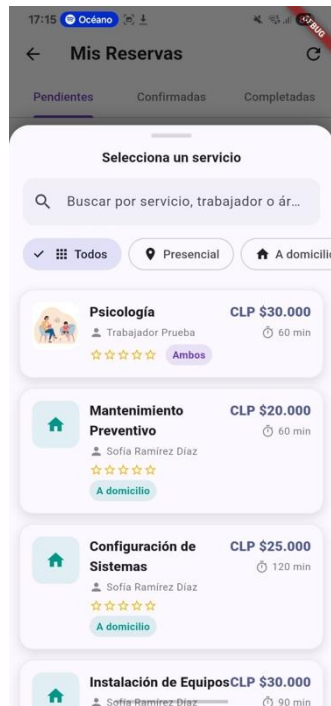 17:15 Océano
Mis Reservas
Pendientes Confirmadas Completadas
Selecciona un servicio
Buscar por servicio, trabajador o ár...
Todos Presencial A domicili
Psicología CLP $30.000
Trabajador Prueba 60 min
Ambos
Mantenimiento CLP $20.000
Preventivo 60 min
Sofía Ramírez Díaz
A domicilio
Configuración de CLP $25.000
Sistemas 120 min
Sofía Ramírez Díaz
A domicilio
Instalación de Equipos CLP $30.000
Sofía Ramírez Díaz 90 min